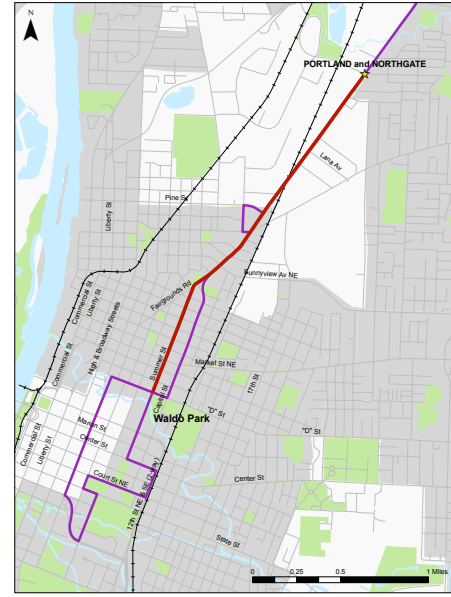 N
PORTLAND and NORTHGATE
Lana Av
Pine St
Liberty St
Sunnyview Av NE
Fairgrounds Rd
Commercial St
Liberty St
High & Broadway Streets
Commercial St
Summer St
Market St NE
17th St
Capitol St
"D" St
Waldo Park
Marion St
"D" St
Center St
Commercial St
Liberty St
Court St NE
Center St
State St
0 0.25 0.5 1 Miles